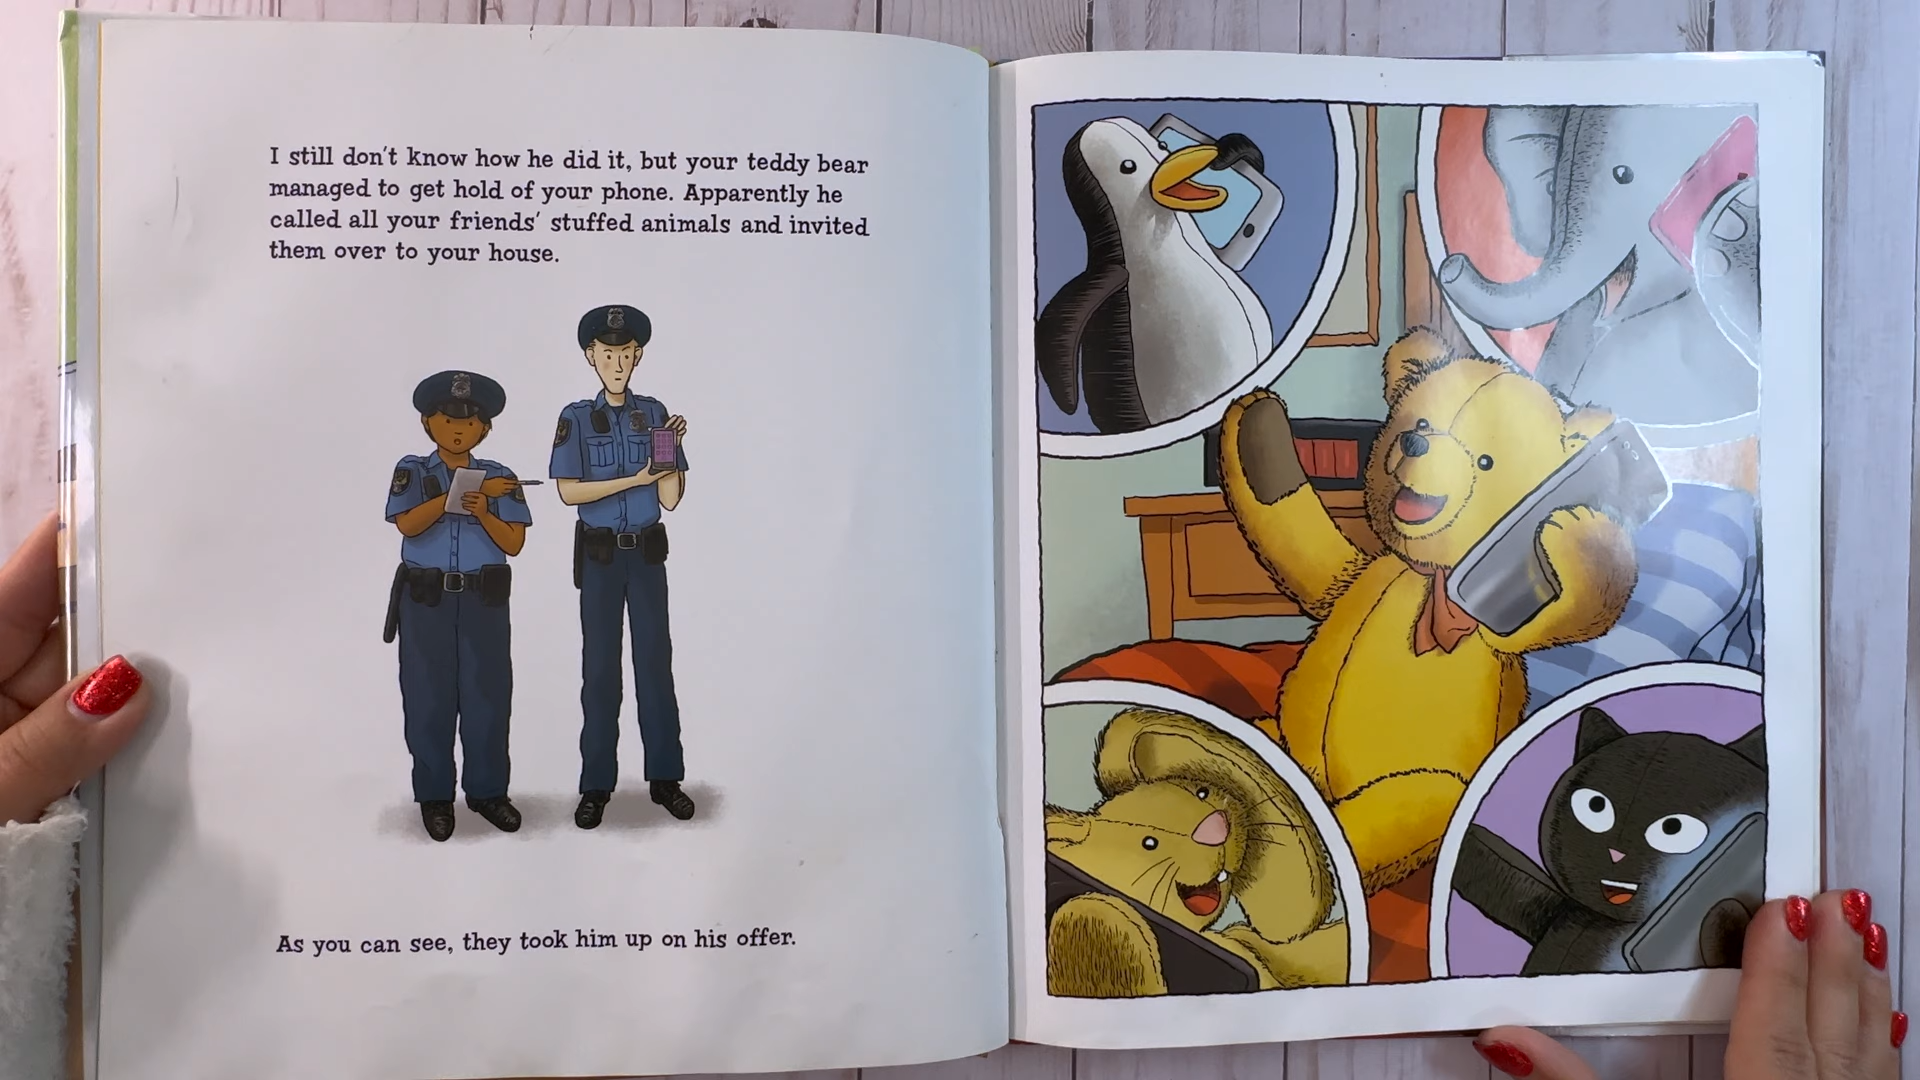 I still don't know how he did it, but your teddy bear
managed to get hold of your phone. Apparently he
called all your friends' stuffed animals and invited
them over to your house.
As you can see, they took him up on his offer.